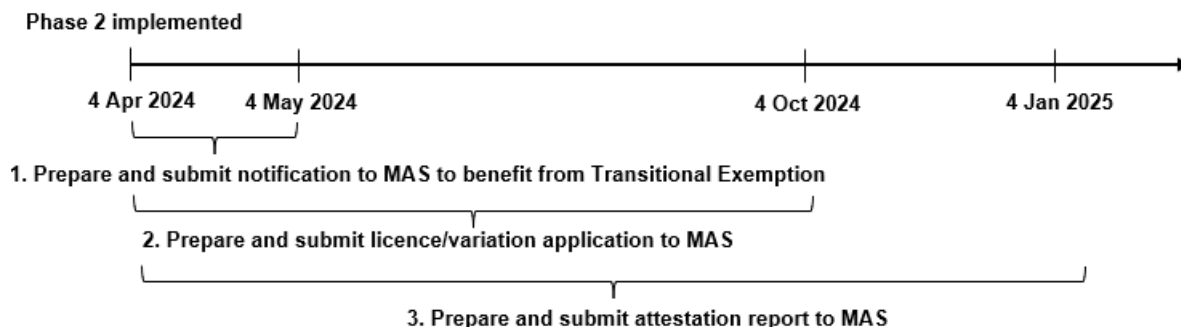 Phase 2 implemented
4 Apr 2024 4 May 2024 4 Oct 2024 4 Jan 2025
1. Prepare and submit notification to MAS to benefit from Transitional Exemption
2. Prepare and submit licence/variation application to MAS
3. Prepare and submit attestation report to MAS